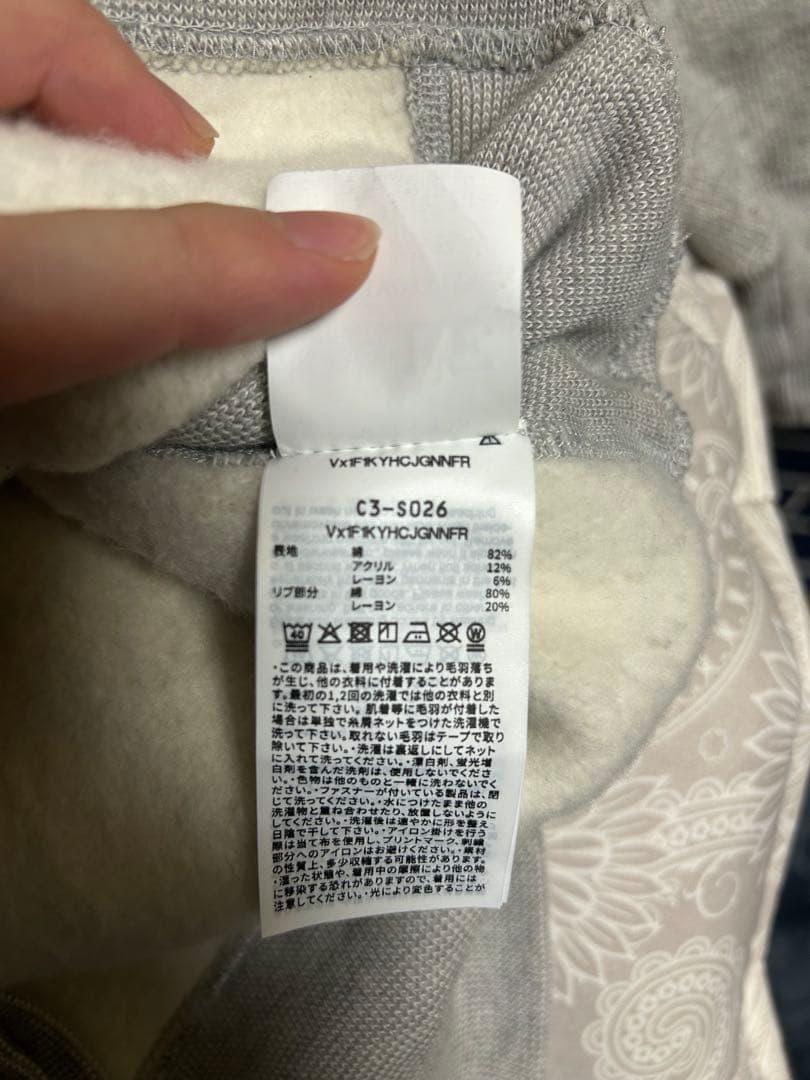 Vx1F1KYHCJGNNFR
C3-S026
Vx1F1KYHCJGNNFR
表地 綿 82%
アクリル 12%
レーヨン 6%
リブ部分 綿 80%
レーヨン 20%
40 W
・この商品は、着用や洗濯により毛羽落ち
が生じ、他の衣料に付着することがありま
す。最初の1,2回の洗濯では他の衣料と別
に洗って下さい。肌着等に毛羽が付着した
場合は単独で糸屑ネットをつけた洗濯機で
洗って下さい。取れない毛羽はテープで取り
除いて下さい。・洗濯は裏返しにしてネット
に入れて洗ってください。・漂白剤、蛍光増
白剤を含んだ洗剤は、使用しないでくださ
い。・色物は他のものと一緒に洗わないでく
ださい。・ファスナーが付いている製品は、閉
じて洗ってください。・水につけたまま他の
洗濯物と重ね合わせたり、放置しないように
してください。・洗濯後は速やかに形を整え
日陰で干して下さい。・アイロン掛けを行う
際は当て布を使用し、プリントマーク、刺繍
部分へのアイロンはお避けください。・素材
の性質上、多少収縮する可能性があります。
・湿った状態や、着用中の摩擦により他の物
に移染する恐れがありますので、着用には
注意してください。・光により変色することが